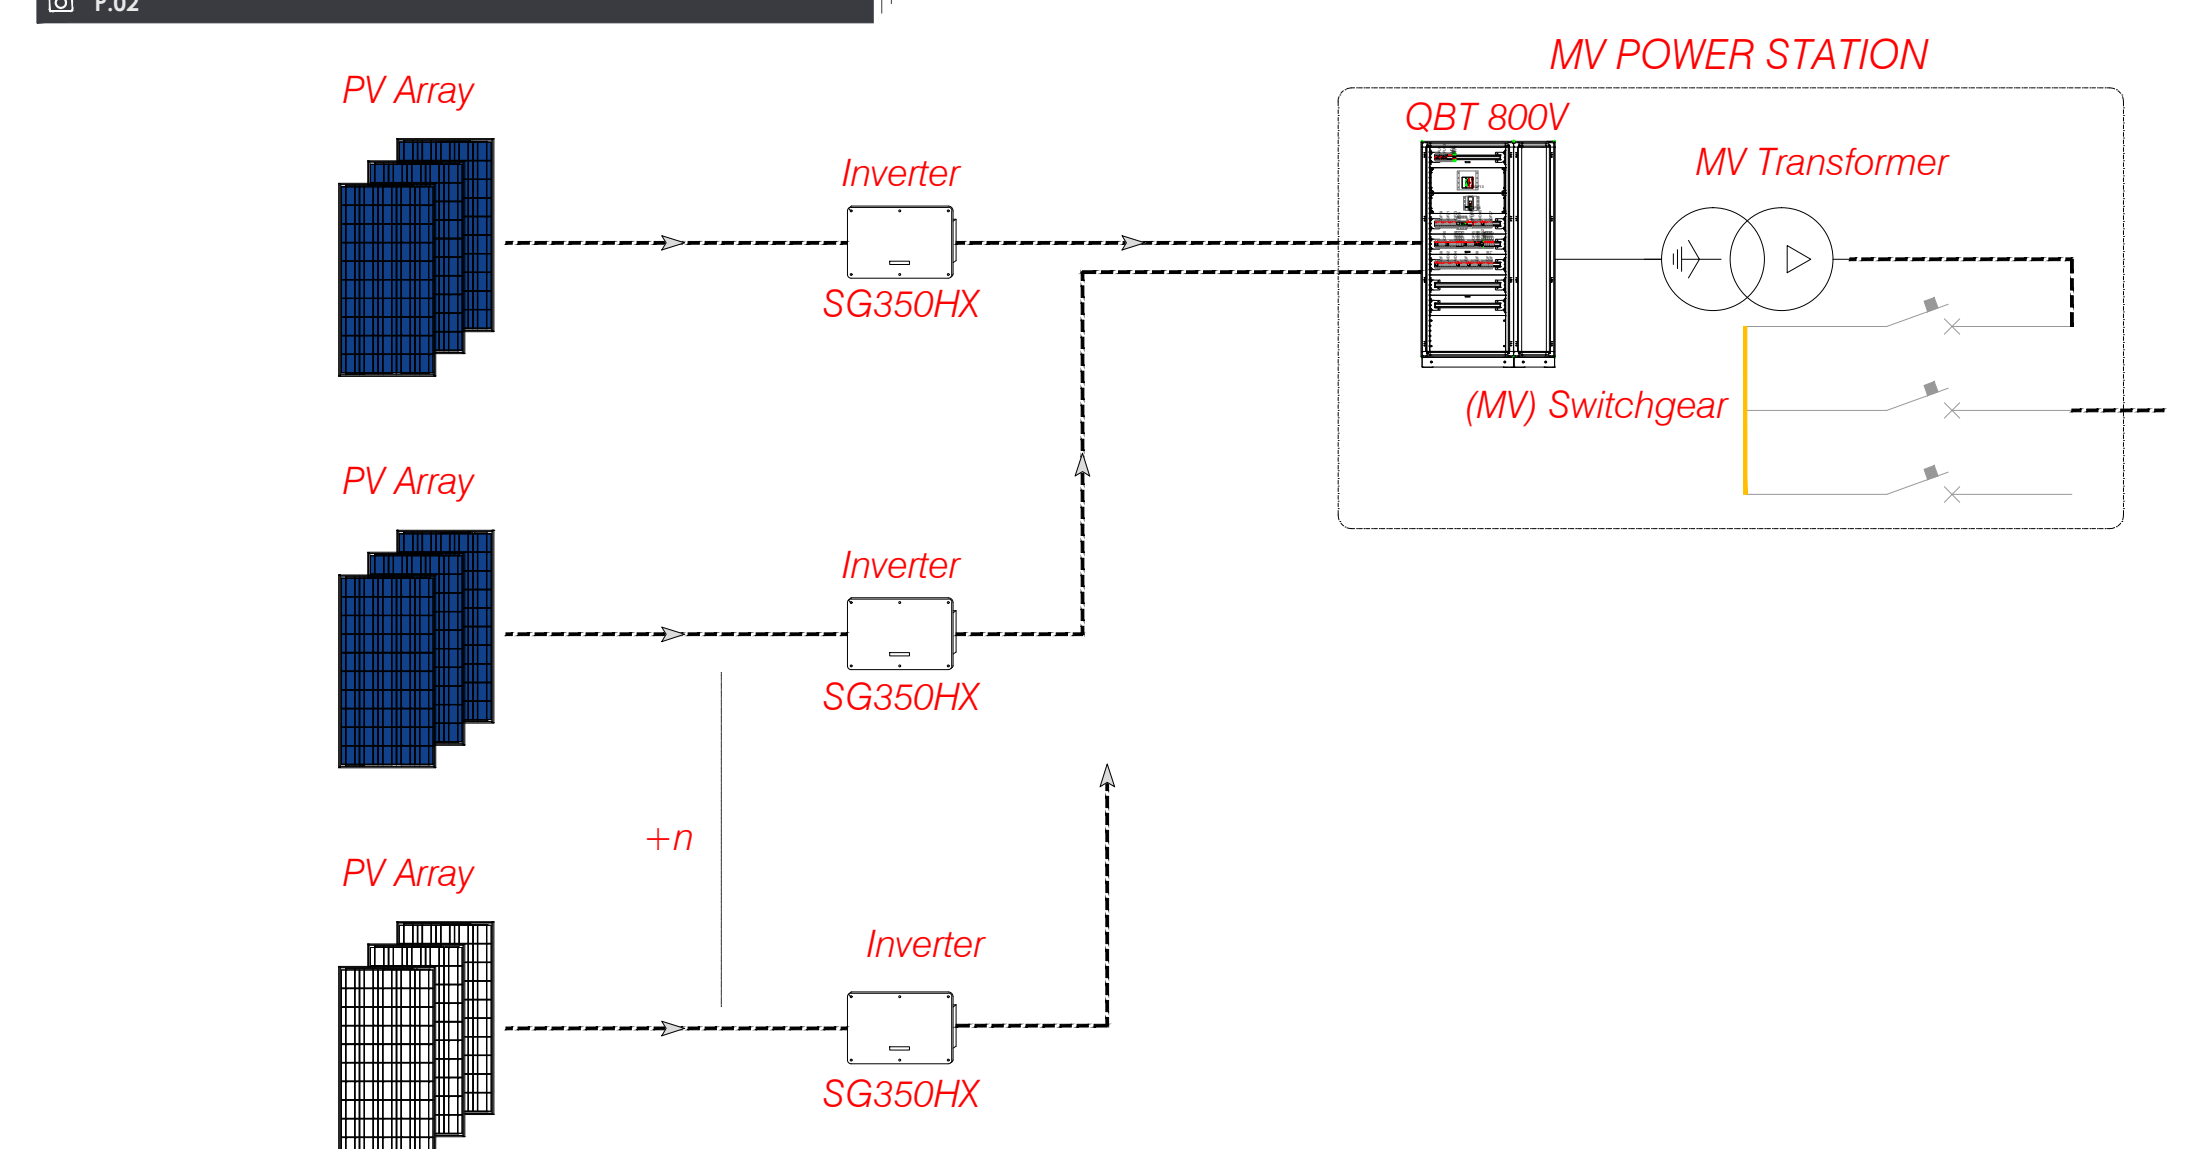 P.02
MV POWER STATION
PV Array
QBT 800V
MV Transformer
Inverter
SG350HX
(MV) Switchgear
PV Array
Inverter
SG350HX
+n
PV Array
Inverter
SG350HX